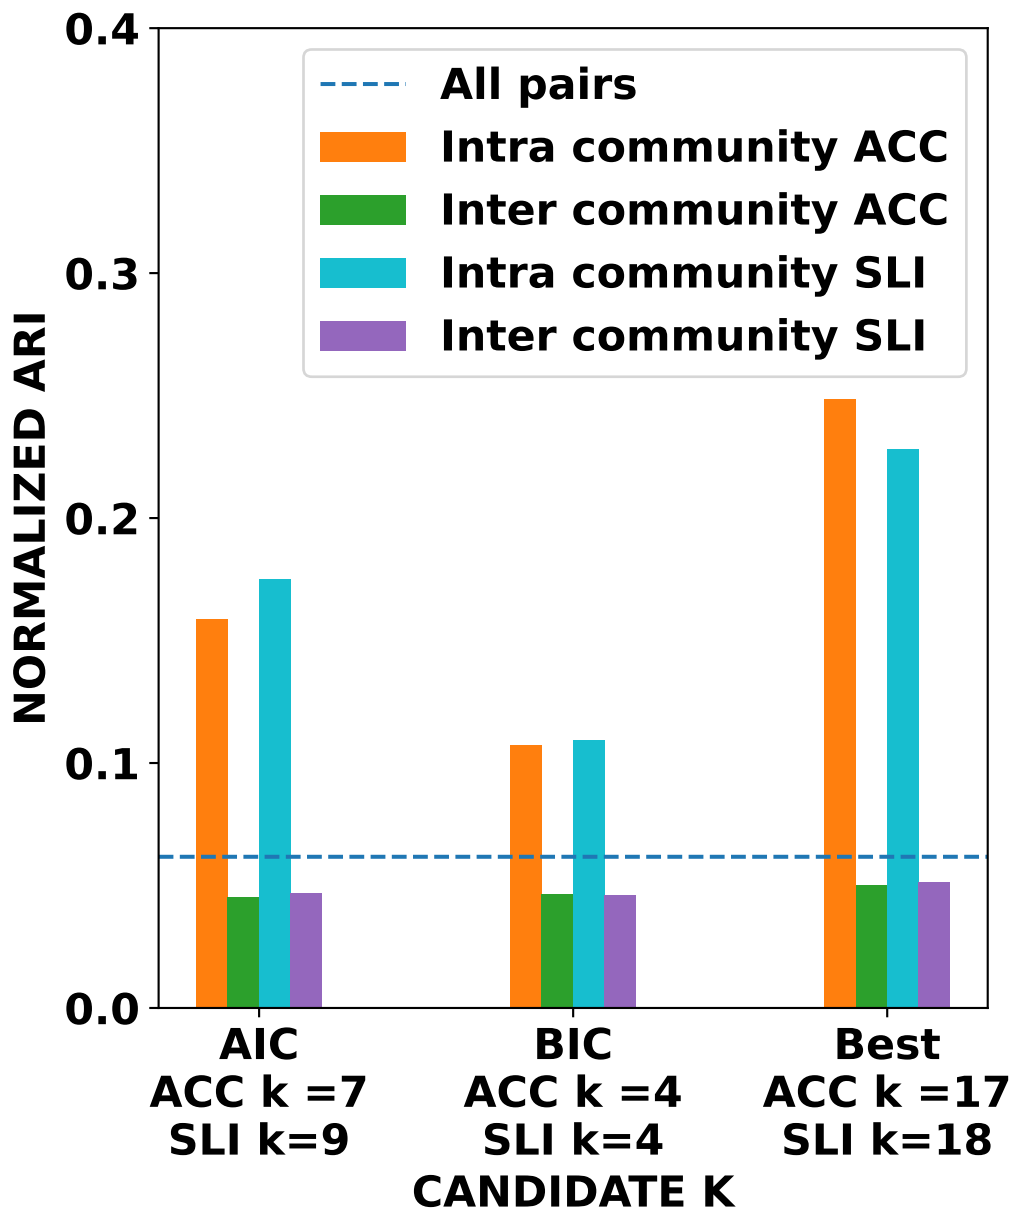 0.4
0.3
0.2
0.1
0.0
NORMALIZED ARI
All pairs
Intra community ACC
Inter community ACC
Intra community SLI
Inter community SLI
AIC
ACC k =7
SLI k=9
BIC
ACC k =4
SLI k=4
Best
ACC k =17
SLI k=18
CANDIDATE K